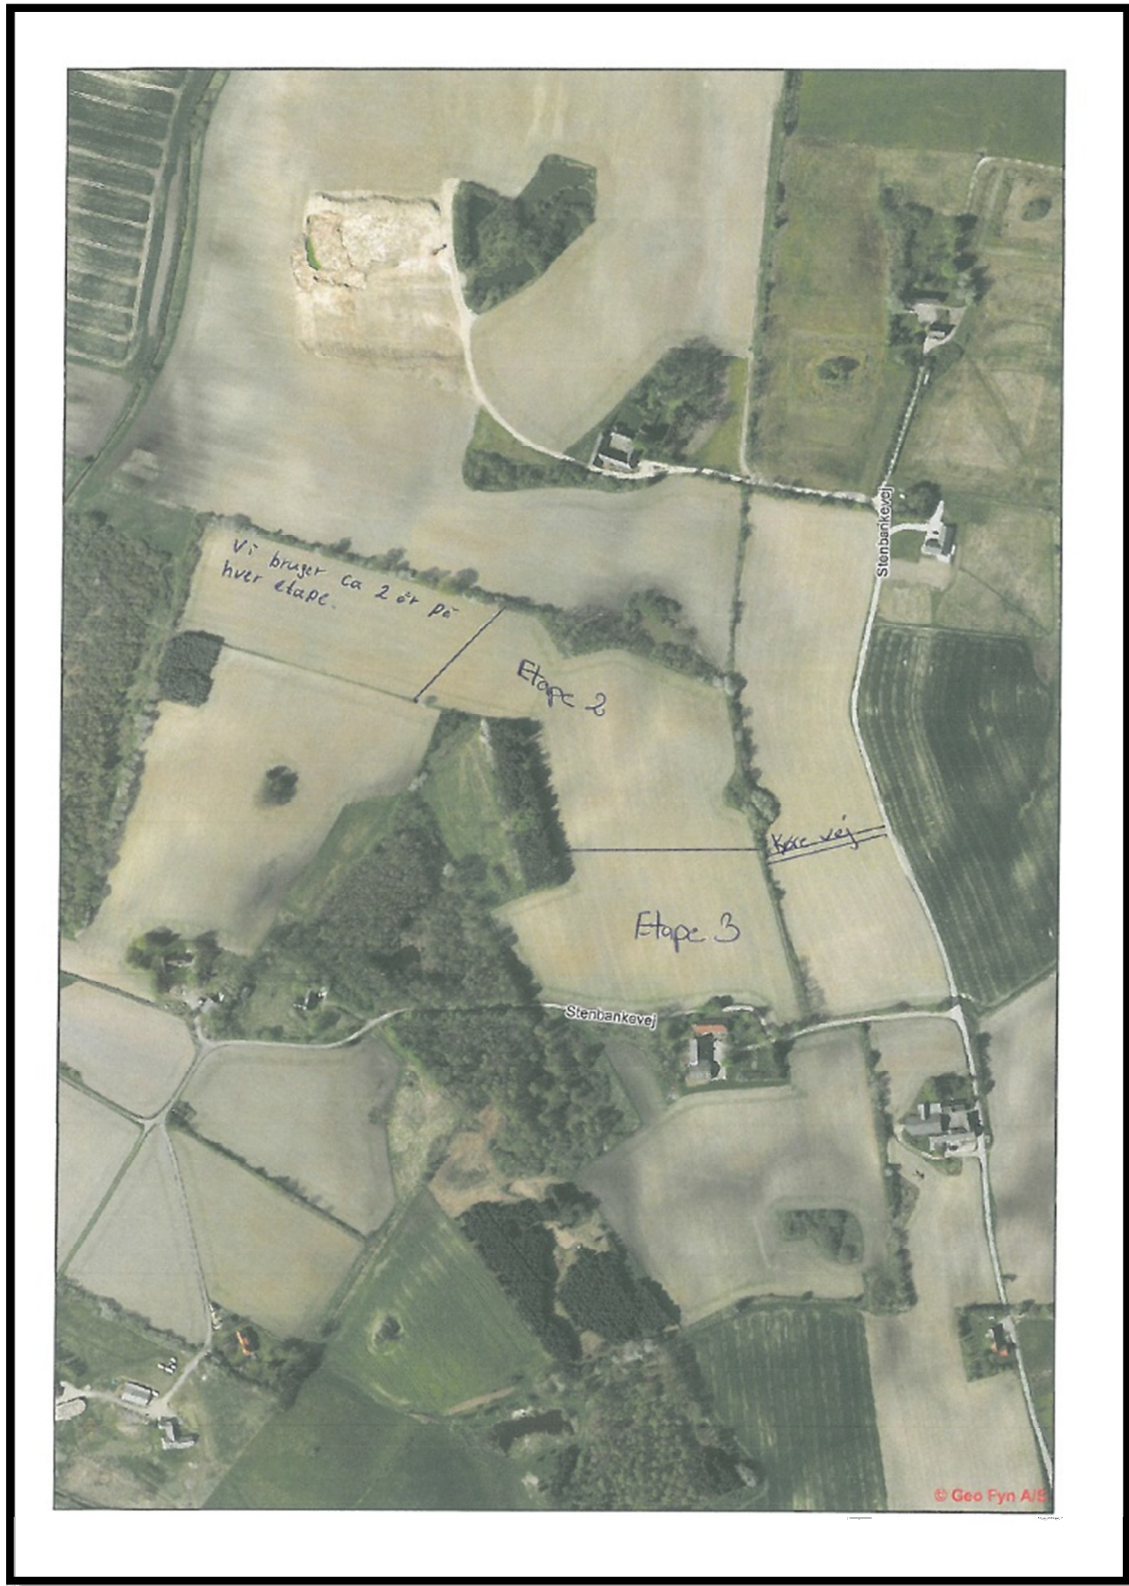 Stenbankevej
Vi bruger ca 2 år på
hver etape.
Etape 2
Køre vej
Etape 3
Stenbankevej
© Geo Fyn A/S